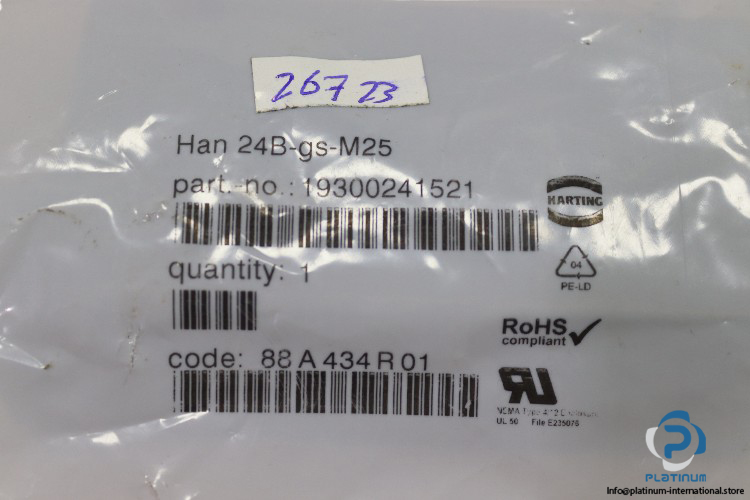 267 23
Han 24B-gs-M25
part.-no.: 19300241521
HARTING
04
PE-LD
quantity: 1
RoHS
compliant
code: 88 A 434 R 01
UL 50 File E235076
PLATINUM
Info@platinum-international.store